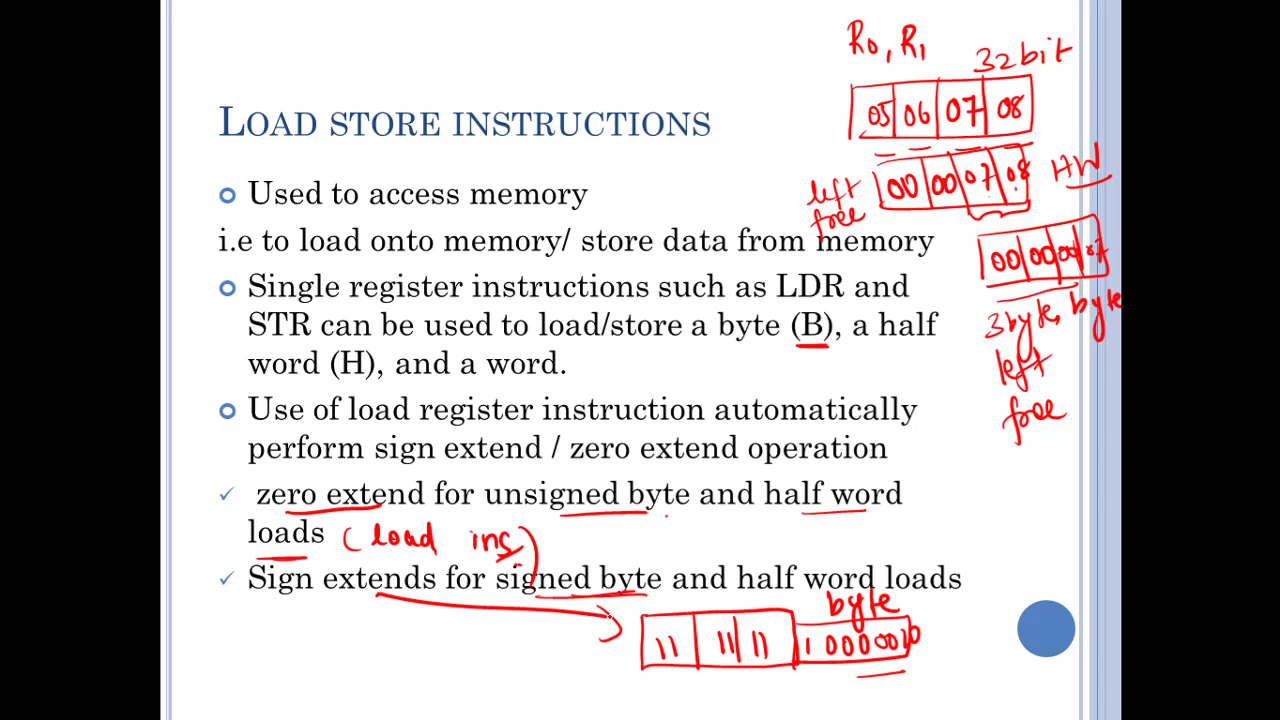 R0, R1
32bit
05 06 07 08
LOAD STORE INSTRUCTIONS
00 00 07 08 HW
left
free
Used to access memory
i.e to load onto memory/ store data from memory
00 00 00 07
Single register instructions such as LDR and
STR can be used to load/store a byte (B), a half
word (H), and a word.
3byte, byte
left
free
Use of load register instruction automatically
perform sign extend / zero extend operation
zero extend for unsigned byte and half word
loads (load ins)
Sign extends for signed byte and half word loads
byte
11 11 11